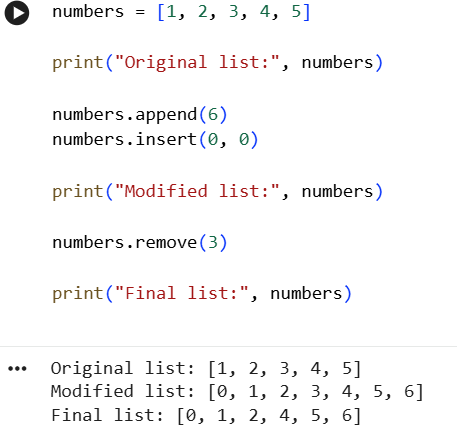 numbers = [1, 2, 3, 4, 5]
print("Original list:", numbers)
numbers.append(6)
numbers.insert(0, 0)
print("Modified list:", numbers)
numbers.remove(3)
print("Final list:", numbers)
Original list: [1, 2, 3, 4, 5]
Modified list: [0, 1, 2, 3, 4, 5, 6]
Final list: [0, 1, 2, 4, 5, 6]